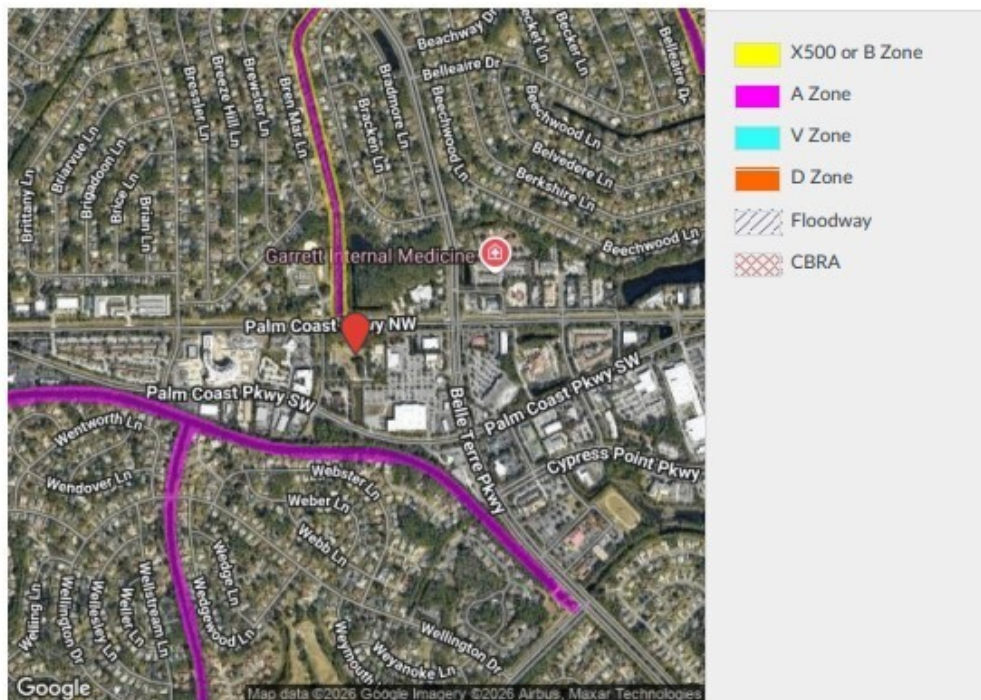 Beachway Dr
Becket Ln
Becker Ln
Belleaire Dr
Belleaire Dr
Bressler Ln
Breeze Hill Ln
Brewster Ln
Bren Mar Ln
Bradmore Ln
Bracken Ln
Beechwood Ln
Beechwood Ln
Belvedere Ln
Berkshire Ln
Beechwood Ln
Briarvue Ln
Brigadoon Ln
Brittany Ln
Brice Ln
Brian Ln
Garrett Internal Medicine
Palm Coast Pkwy NW
Palm Coast Pkwy SW
Palm Coast Pkwy SW
Belle Terre Pkwy
Cypress Point Pkwy
Wentworth Ln
Wendover Ln
Webster Ln
Weber Ln
Webb Ln
Wedge Ln
Wedgewood Ln
Wellstream Ln
Weller Ln
Wellesley Ln
Wellington Dr
Welling Ln
Wellington Dr
Weyanoke Ln
Weymouth
Google
Map data ©2026 Google Imagery ©2026 Airbus, Maxar Technologies
X500 or B Zone
A Zone
V Zone
D Zone
Floodway
CBRA